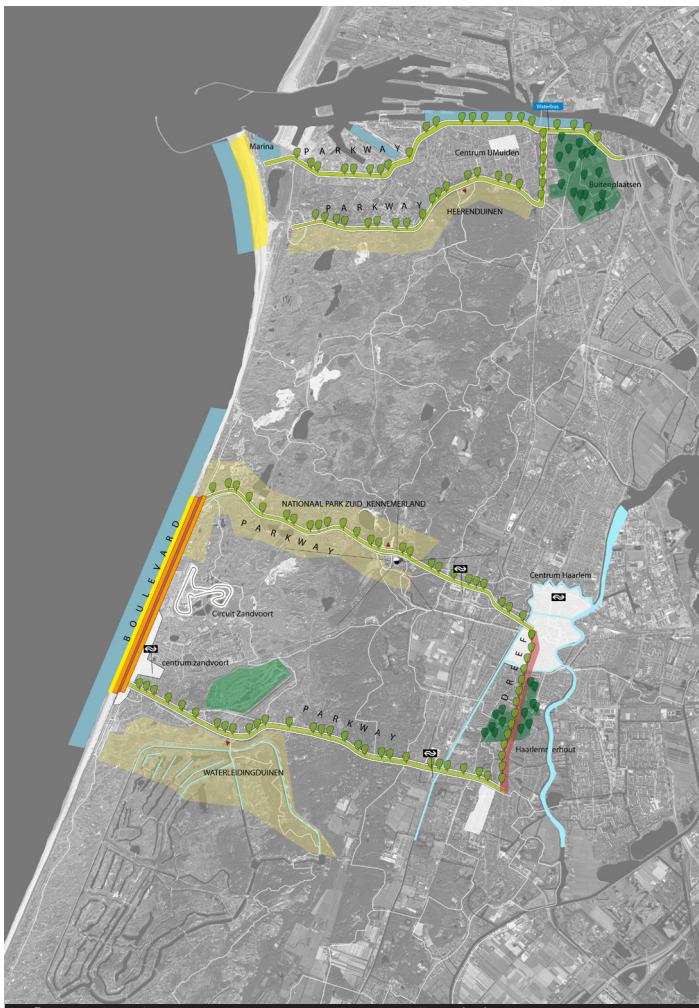 Waterbus
Marina
PARKWAY
Centrum IJMuiden
Buitenplaatsen
PARKWAY
HEERENDUINEN
NATIONAAL PARK ZUID_KENNEMERLAND
PARKWAY
BOULEVARD
Centrum Haarlem
Circuit Zandvoort
centrum zandvoort
DREEF
PARKWAY
Haarlemmerhout
WATERLEIDINGDUINEN